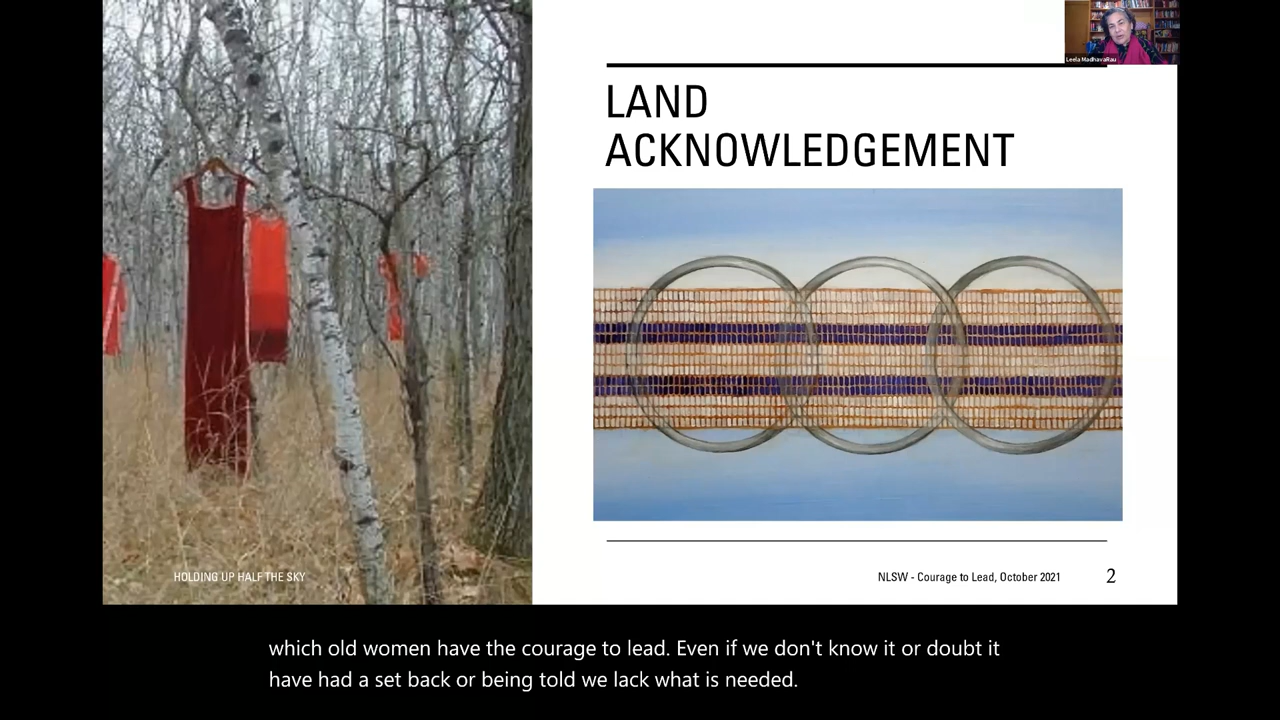 Leela MadhavaRau
LAND
ACKNOWLEDGEMENT
HOLDING UP HALF THE SKY
NLSW - Courage to Lead, October 2021
2
which old women have the courage to lead. Even if we don't know it or doubt it
have had a set back or being told we lack what is needed.